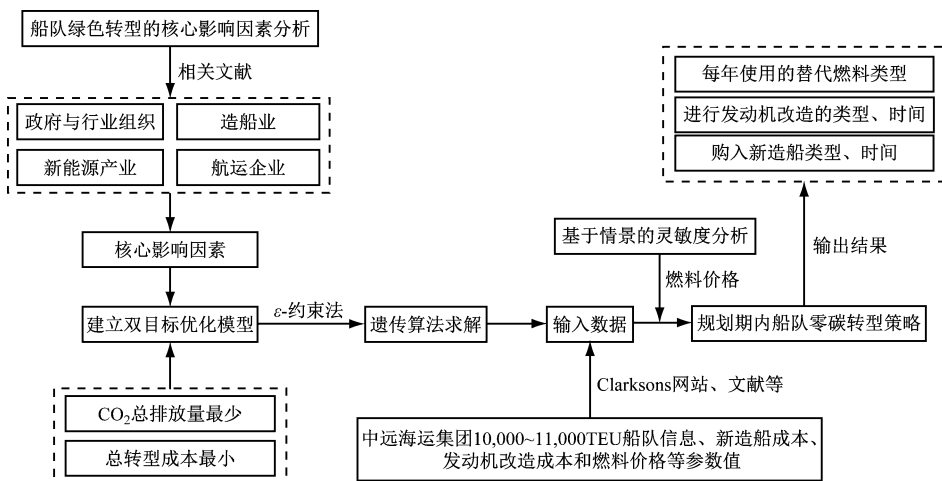 船队绿色转型的核心影响因素分析
相关文献
政府与行业组织
造船业
新能源产业
航运企业
核心影响因素
建立双目标优化模型
CO₂总排放量最少
总转型成本最小
ε-约束法
遗传算法求解
输入数据
Clarksons网站、文献等
中远海运集团10,000~11,000TEU船队信息、新造船成本、
发动机改造成本和燃料价格等参数值
基于情景的灵敏度分析
燃料价格
规划期内船队零碳转型策略
输出结果
每年使用的替代燃料类型
进行发动机改造的类型、时间
购入新造船类型、时间